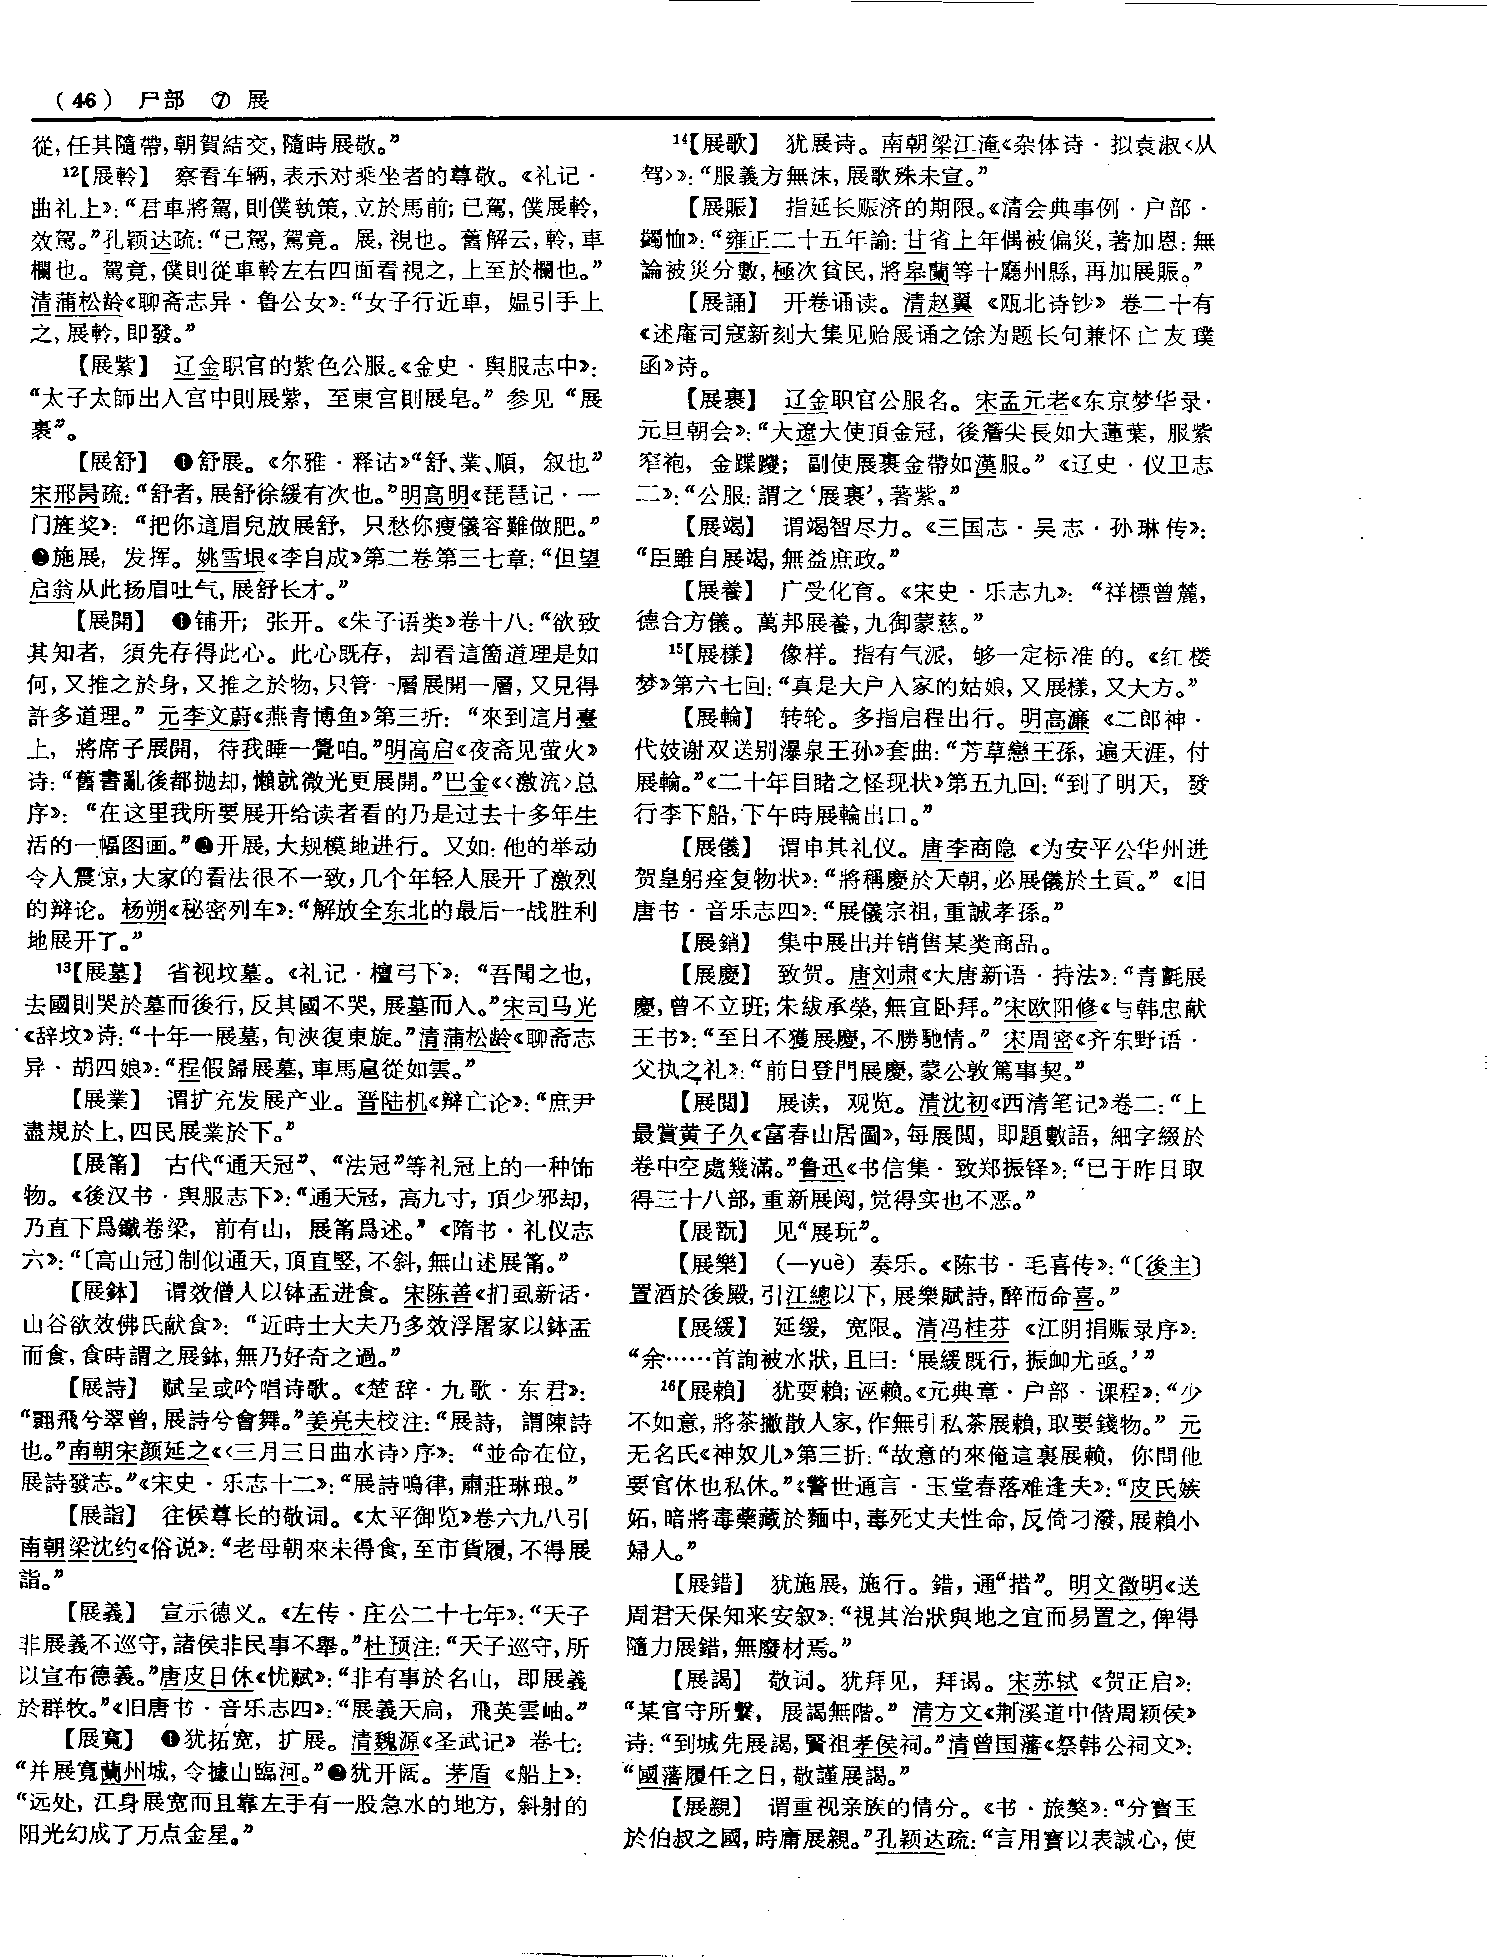 (46) 尸部 ⑦ 展
從,任其隨帶,朝賀結交,隨時展敬。”
¹²【展軨】 察看车辆,表示对乘坐者的尊敬。《礼记·
曲礼上》:“君車將駕,則僕執策,立於馬前;已駕,僕展軨,
效駕。”孔颖达疏:“已駕,駕竟。展,視也。舊解云,軨,車
欄也。駕竟,僕則從車軨左右四面看視之,上至於欄也。”
清蒲松龄《聊斋志异·鲁公女》:“女子行近車,媪引手上
之,展軨,即發。”
【展紫】 辽金职官的紫色公服。《金史·舆服志中》:
“太子太師出入宫中則展紫,至東宫則展皂。”参见“展
裹”。
【展舒】 ❶舒展。《尔雅·释诂》“舒、業、順,叙也”
宋邢昺疏:“舒者,展舒徐緩有次也。”明高明《琵琶记·一
门旌奖》:“把你這眉兒放展舒,只愁你瘦儀容難做肥。”
❷施展,发挥。姚雪垠《李自成》第二卷第三七章:“但望
启翁从此扬眉吐气,展舒长才。”
【展開】 ❶铺开;张开。《朱子语类》卷十八:“欲致
其知者,須先存得此心。此心既存,却看這箇道理是如
何,又推之於身,又推之於物,只管一層展開一層,又見得
許多道理。”元李文蔚《燕青博鱼》第三折:“來到這月臺
上,將席子展開,待我睡一覺咱。”明高启《夜斋见萤火》
诗:“舊書亂後都抛却,懶就微光更展開。”巴金《〈激流〉总
序》:“在这里我所要展开给读者看的乃是过去十多年生
活的一幅图画。”❷开展,大规模地进行。又如:他的举动
令人震惊,大家的看法很不一致,几个年轻人展开了激烈
的辩论。杨朔《秘密列车》:“解放全东北的最后一战胜利
地展开了。”
¹³【展墓】 省视坟墓。《礼记·檀弓下》:“吾聞之也,
去國則哭於墓而後行,反其國不哭,展墓而入。”宋司马光
《辞坟》诗:“十年一展墓,旬浹復東旋。”清蒲松龄《聊斋志
异·胡四娘》:“程假歸展墓,車馬扈從如雲。”
【展業】 谓扩充发展产业。晋陆机《辩亡论》:“庶尹
盡規於上,四民展業於下。”
【展筩】 古代“通天冠”、“法冠”等礼冠上的一种饰
物。《後汉书·舆服志下》:“通天冠,高九寸,頂少邪却,
乃直下爲鐵卷梁,前有山,展筩爲述。”《隋书·礼仪志
六》:“〔高山冠〕制似通天,頂直竪,不斜,無山述展筩。”
【展鉢】 谓效僧人以钵盂进食。宋陈善《扪虱新话·
山谷欲效佛氏献食》:“近時士大夫乃多效浮屠家以鉢盂
而食,食時謂之展鉢,無乃好奇之過。”
【展詩】 赋呈或吟唱诗歌。《楚辞·九歌·东君》:
“翾飛兮翠曾,展詩兮會舞。”姜亮夫校注:“展詩,謂陳詩
也。”南朝宋颜延之《〈三月三日曲水诗〉序》:“並命在位,
展詩發志。”《宋史·乐志十二》:“展詩鳴律,肅莊琳琅。”
【展詣】 往侯尊长的敬词。《太平御览》卷六九八引
南朝梁沈约《俗说》:“老母朝來未得食,至市貨履,不得展
詣。”
【展義】 宣示德义。《左传·庄公二十七年》:“天子
非展義不巡守,諸侯非民事不舉。”杜预注:“天子巡守,所
以宣布德義。”唐皮日休《忧赋》:“非有事於名山,即展義
於群牧。”《旧唐书·音乐志四》:“展義天扃,飛英雲岫。”
【展寬】 ❶犹拓宽,扩展。清魏源《圣武记》卷七:
“并展寬蘭州城,令據山臨河。”❷犹开阔。茅盾《船上》:
“远处,江身展宽而且靠左手有一股急水的地方,斜射的
阳光幻成了万点金星。”
¹⁴【展歌】 犹展诗。南朝梁江淹《杂体诗·拟袁淑〈从
驾〉》:“服義方無沫,展歌殊未宣。”
【展賑】 指延长赈济的期限。《清会典事例·户部·
蠲恤》:“雍正二十五年諭:甘省上年偶被偏災,著加恩:無
論被災分數,極次貧民,將皋蘭等十廳州縣,再加展賑。”
【展誦】 开卷诵读。清赵翼《瓯北诗钞》卷二十有
《述庵司寇新刻大集见贻展诵之馀为题长句兼怀亡友璞
函》诗。
【展裹】 辽金职官公服名。宋孟元老《东京梦华录·
元旦朝会》:“大遼大使頂金冠,後簷尖長如大蓮葉,服紫
窄袍,金蹀躞;副使展裹金帶如漢服。”《辽史·仪卫志
二》:“公服:謂之‘展裹’,著紫。”
【展竭】 谓竭智尽力。《三国志·吴志·孙琳传》:
“臣雖自展竭,無益庶政。”
【展養】 广受化育。《宋史·乐志九》:“祥標曾麓,
德合方儀。萬邦展養,九御蒙慈。”
¹⁵【展樣】 像样。指有气派,够一定标准的。《红楼
梦》第六七回:“真是大户人家的姑娘,又展樣,又大方。”
【展輪】 转轮。多指启程出行。明高濂《二郎神·
代妓谢双送别瀑泉王孙》套曲:“芳草戀王孫,遍天涯,付
展輪。”《二十年目睹之怪现状》第五九回:“到了明天,發
行李下船,下午時展輪出口。”
【展儀】 谓申其礼仪。唐李商隐《为安平公华州进
贺皇躬痊复物状》:“將稱慶於天朝,必展儀於土貢。”《旧
唐书·音乐志四》:“展儀宗祖,重誠孝孫。”
【展銷】 集中展出并销售某类商品。
【展慶】 致贺。唐刘肃《大唐新语·持法》:“青氈展
慶,曾不立班;朱紱承榮,無宜卧拜。”宋欧阳修《与韩忠献
王书》:“至日不獲展慶,不勝馳情。”宋周密《齐东野语·
父执之礼》:“前日登門展慶,蒙公敦篤事契。”
【展閲】 展读,观览。清沈初《西清笔记》卷二:“上
最賞黄子久《富春山居圖》,每展閲,即題數語,細字綴於
卷中空處幾滿。”鲁迅《书信集·致郑振铎》:“已于昨日取
得三十八部,重新展阅,觉得实也不恶。”
【展翫】 见“展玩”。
【展樂】 (—yuè) 奏乐。《陈书·毛喜传》:“〔後主〕
置酒於後殿,引江總以下,展樂賦詩,醉而命喜。”
【展緩】 延缓,宽限。清冯桂芬《江阴捐赈录序》:
“余……首詢被水狀,且曰:‘展緩既行,振卹尤亟。’”
¹⁶【展賴】 犹耍賴;诬赖。《元典章·户部·课程》:“少
不如意,將茶撇散人家,作無引私茶展賴,取要錢物。”元
无名氏《神奴儿》第三折:“故意的來俺這裏展赖,你問他
要官休也私休。”《警世通言·玉堂春落难逢夫》:“皮氏嫉
妬,暗將毒藥藏於麵中,毒死丈夫性命,反倚刁潑,展賴小
婦人。”
【展錯】 犹施展,施行。錯,通“措”。明文徵明《送
周君天保知来安叙》:“視其治狀與地之宜而易置之,俾得
隨力展錯,無廢材焉。”
【展謁】 敬词。犹拜见,拜谒。宋苏轼《贺正启》:
“某官守所繫,展謁無階。”清方文《荆溪道中偕周颖侯》
诗:“到城先展謁,賢祖孝侯祠。”清曾国藩《祭韩公祠文》:
“國藩履任之日,敬謹展謁。”
【展親】 谓重视亲族的情分。《书·旅獒》:“分寶玉
於伯叔之國,時庸展親。”孔颖达疏:“言用寶以表誠心,使